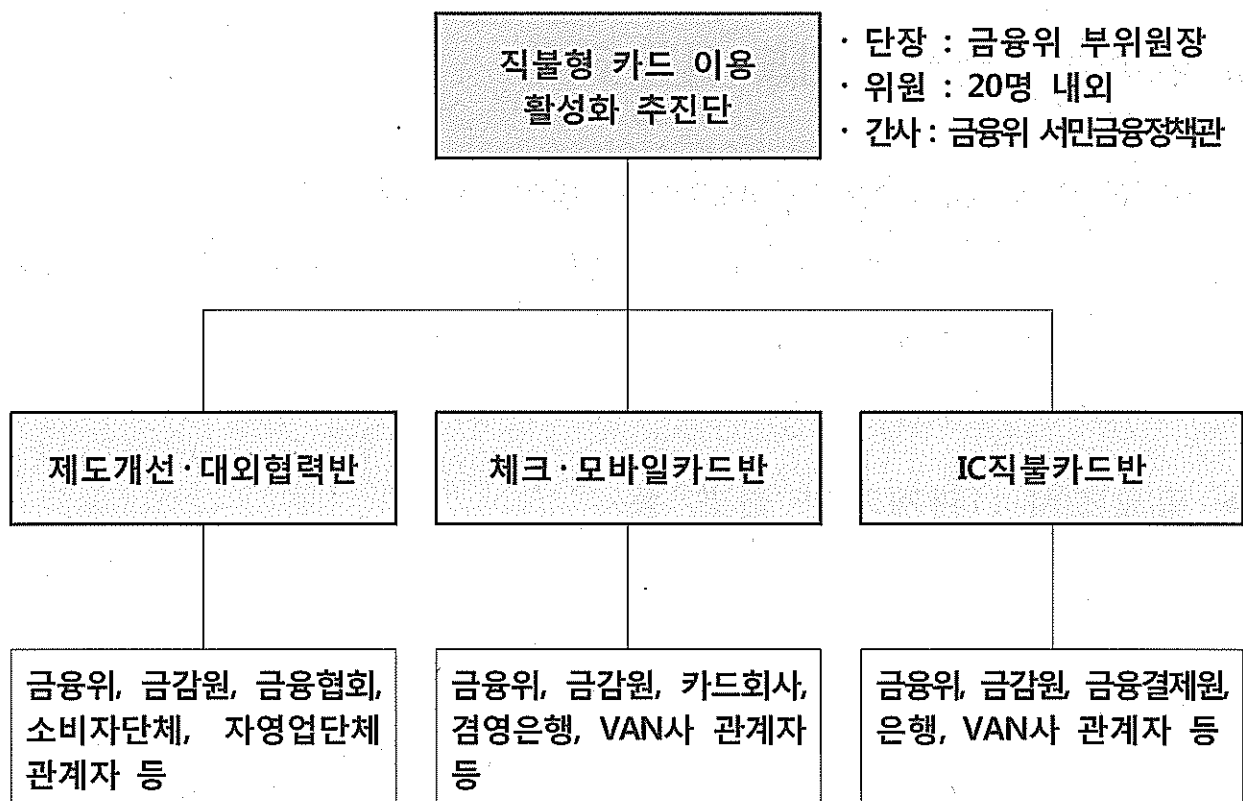 직불형 카드 이용
활성화 추진단
· 단장 : 금융위 부위원장
· 위원 : 20명 내외
· 간사 : 금융위 서민금융정책관
제도개선·대외협력반
체크·모바일카드반
IC직불카드반
금융위, 금감원, 금융협회,
소비자단체, 자영업단체
관계자 등
금융위, 금감원, 카드회사,
겸영은행, VAN사 관계자
등
금융위, 금감원, 금융결제원,
은행, VAN사 관계자 등